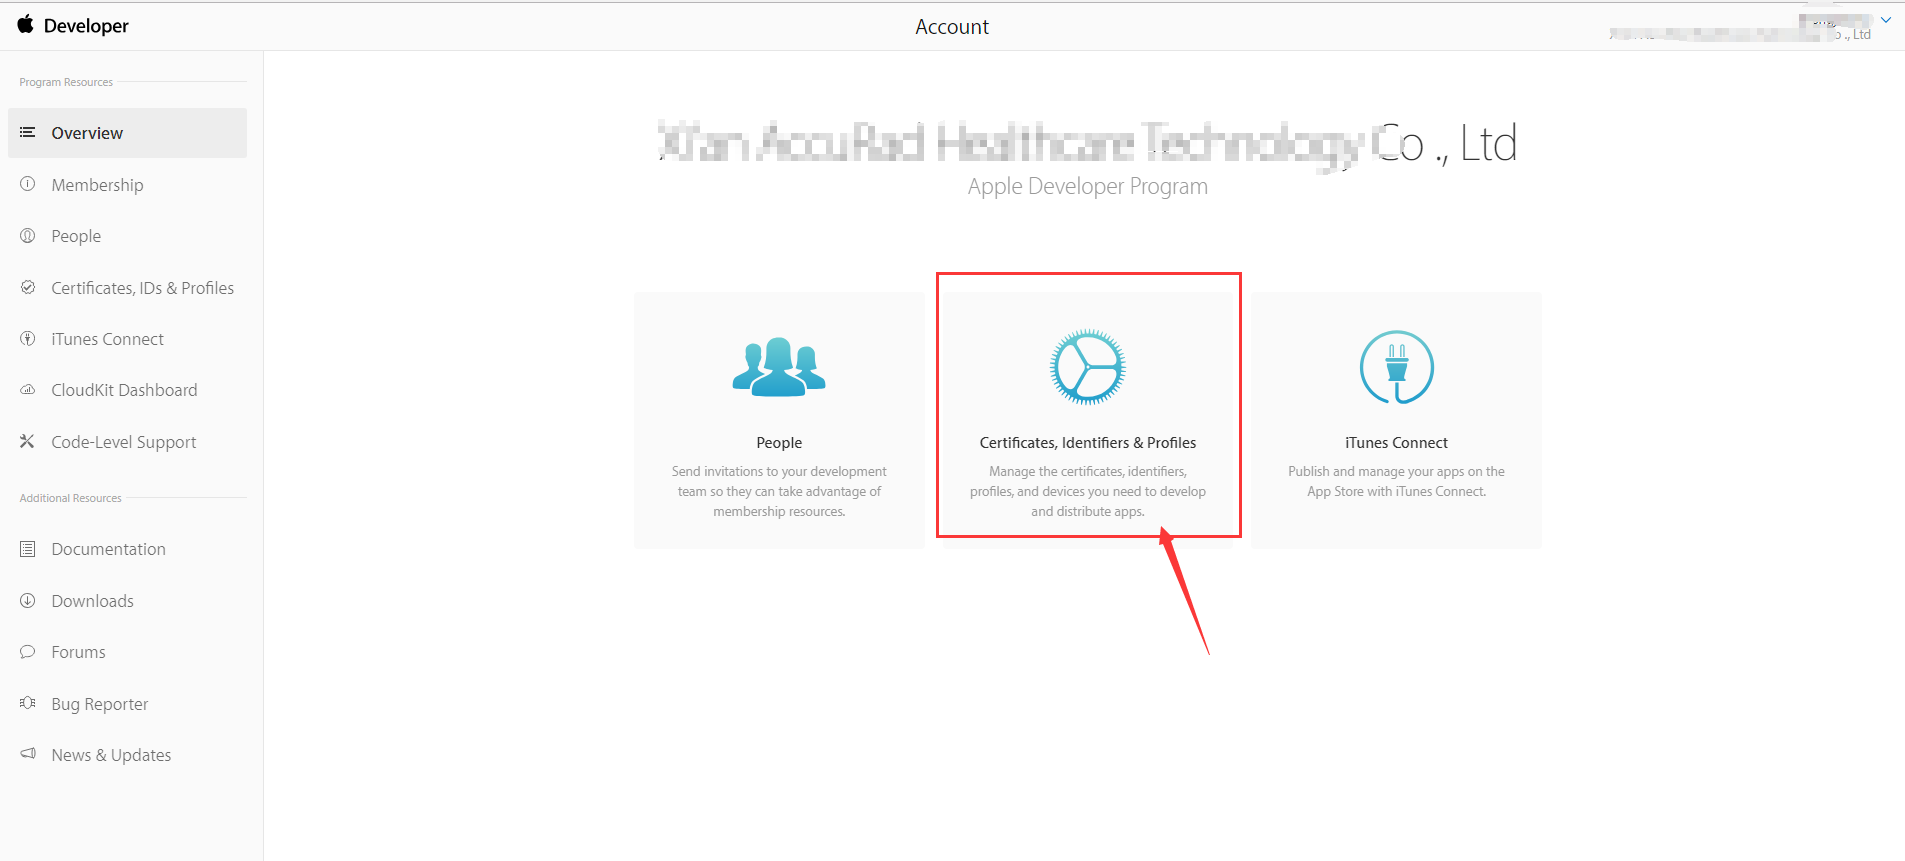 Developer
Account
Co ., Ltd
Program Resources
Overview
Membership
People
Certificates, IDs & Profiles
iTunes Connect
CloudKit Dashboard
Code-Level Support
Additional Resources
Documentation
Downloads
Forums
Bug Reporter
News & Updates
Co ., Ltd
Apple Developer Program
People
Send invitations to your development
team so they can take advantage of
membership resources.
Certificates, Identifiers & Profiles
Manage the certificates, identifiers,
profiles, and devices you need to develop
and distribute apps.
iTunes Connect
Publish and manage your apps on the
App Store with iTunes Connect.